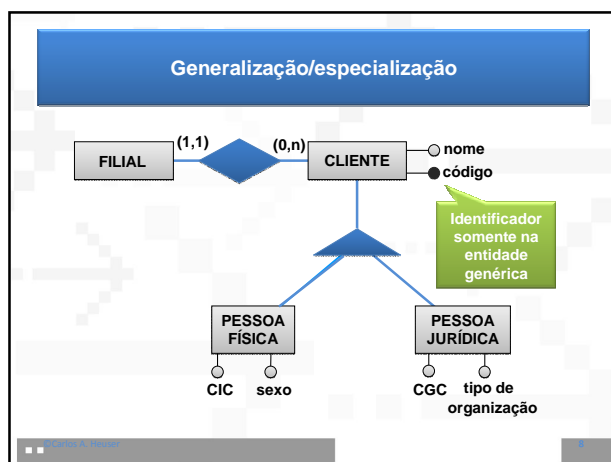 Generalização/especialização
(1,1)
(0,n)
FILIAL
CLIENTE
nome
código
Identificador
somente na
entidade
genérica
PESSOA
FÍSICA
PESSOA
JURÍDICA
CIC
sexo
CGC
tipo de
organização
©Carlos A. Heuser
8